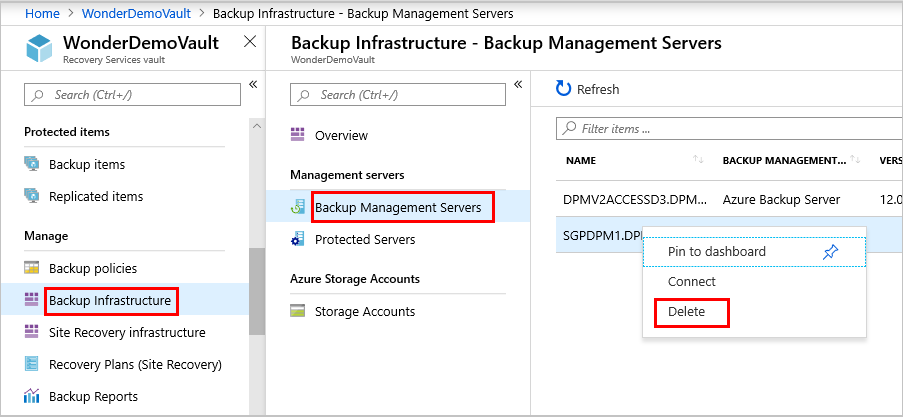 Home > WonderDemoVault > Backup Infrastructure - Backup Management Servers
WonderDemoVault
Recovery Services vault
Search (Ctrl+/)
Protected items
Backup items
Replicated items
Manage
Backup policies
Backup Infrastructure
Site Recovery infrastructure
Recovery Plans (Site Recovery)
Backup Reports
Backup Infrastructure - Backup Management Servers
WonderDemoVault
Search (Ctrl+/)
Overview
Management servers
Backup Management Servers
Protected Servers
Azure Storage Accounts
Storage Accounts
Refresh
Filter items ...
NAME BACKUP MANAGEMENT... VERS
DPMV2ACCESSD3.DPM... Azure Backup Server 12.0
SGPDPM1.DP
Pin to dashboard
Connect
Delete